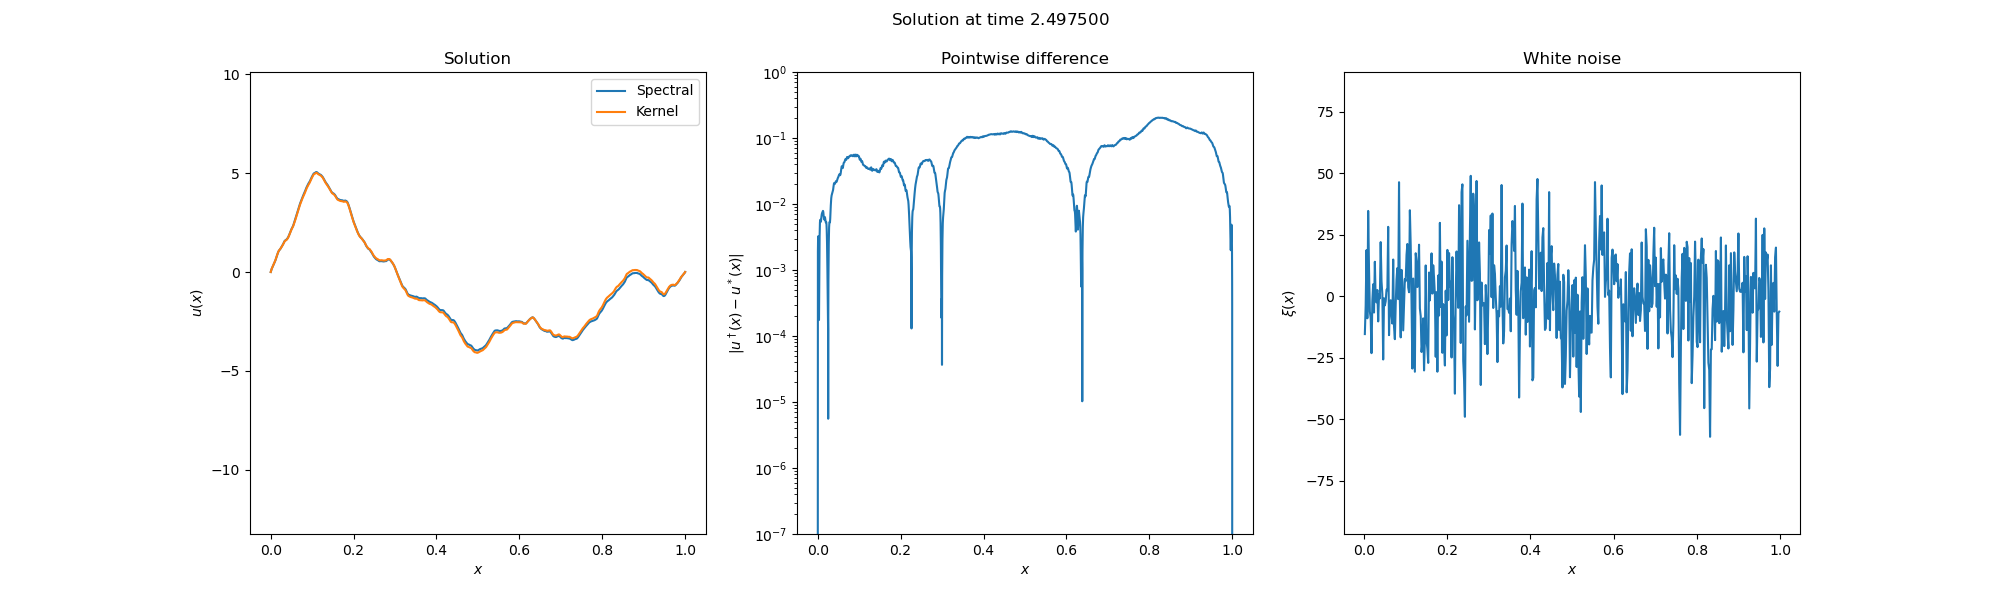 Solution at time 2.497500
Solution
10
5
0
−5
−10
0.0 0.2 0.4 0.6 0.8 1.0
x
u(x)
Spectral
Kernel
Pointwise difference
10⁰
10⁻¹
10⁻²
10⁻³
10⁻⁴
10⁻⁵
10⁻⁶
10⁻⁷
0.0 0.2 0.4 0.6 0.8 1.0
x
|u†(x) − u*(x)|
White noise
75
50
25
0
−25
−50
−75
0.0 0.2 0.4 0.6 0.8 1.0
x
ξ(x)